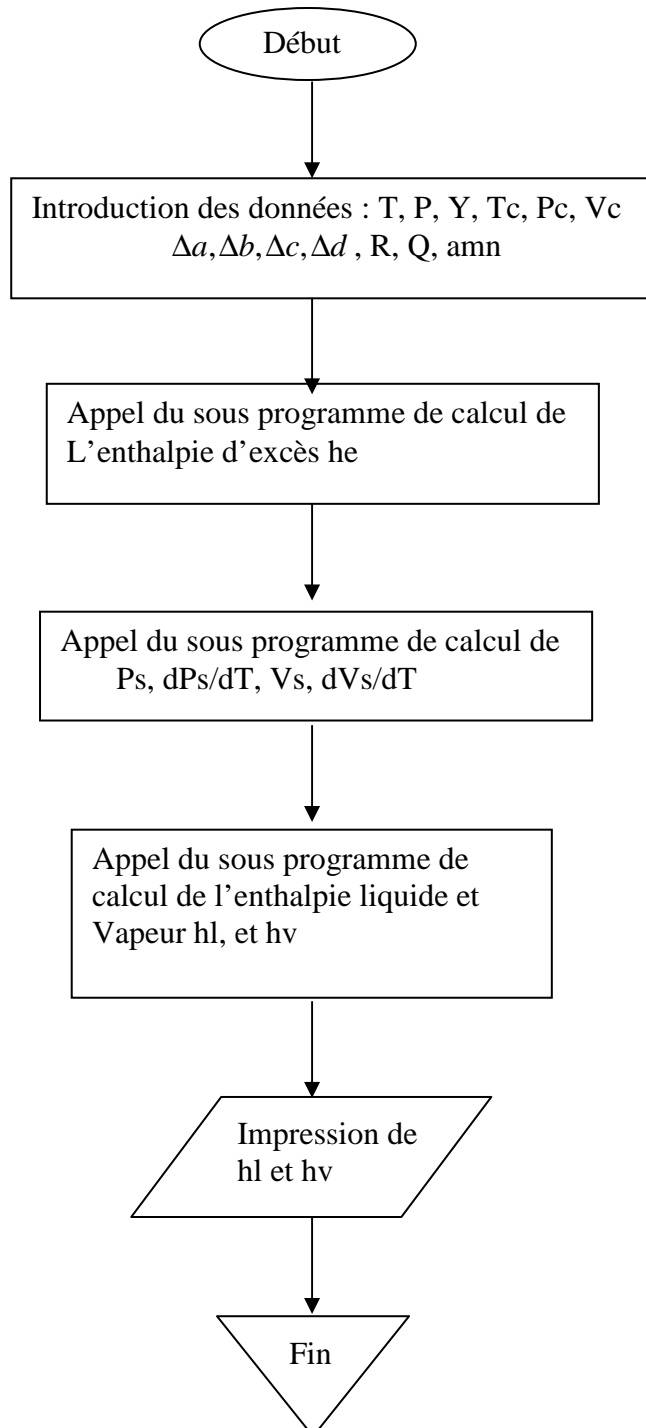 Début
Introduction des données : T, P, Y, Tc, Pc, Vc
Δa, Δb, Δc, Δd , R, Q, amn
Appel du sous programme de calcul de
L’enthalpie d’excès he
Appel du sous programme de calcul de
Ps, dPs/dT, Vs, dVs/dT
Appel du sous programme de
calcul de l’enthalpie liquide et
Vapeur hl, et hv
Impression de
hl et hv
Fin